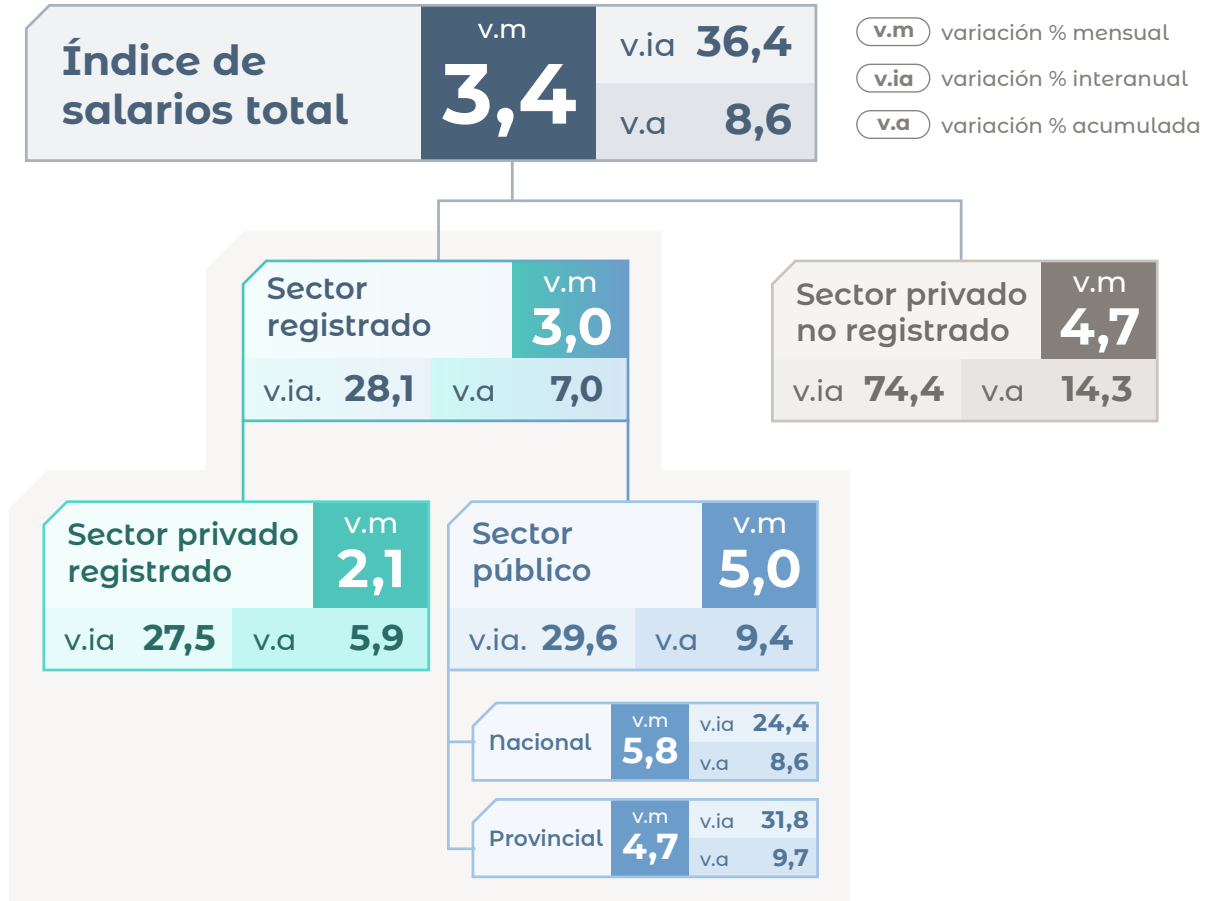 Índice de
salarios total
v.m
3,4
v.ia 36,4
v.a 8,6
v.m variación % mensual
v.ia variación % interanual
v.a variación % acumulada
Sector
registrado
v.m
3,0
v.ia. 28,1 v.a 7,0
Sector privado
no registrado
v.m
4,7
v.ia 74,4 v.a 14,3
Sector privado
registrado
v.m
2,1
v.ia 27,5 v.a 5,9
Sector
público
v.m
5,0
v.ia. 29,6 v.a 9,4
Nacional
v.m
5,8
v.ia 24,4
v.a 8,6
Provincial
v.m
4,7
v.ia 31,8
v.a 9,7